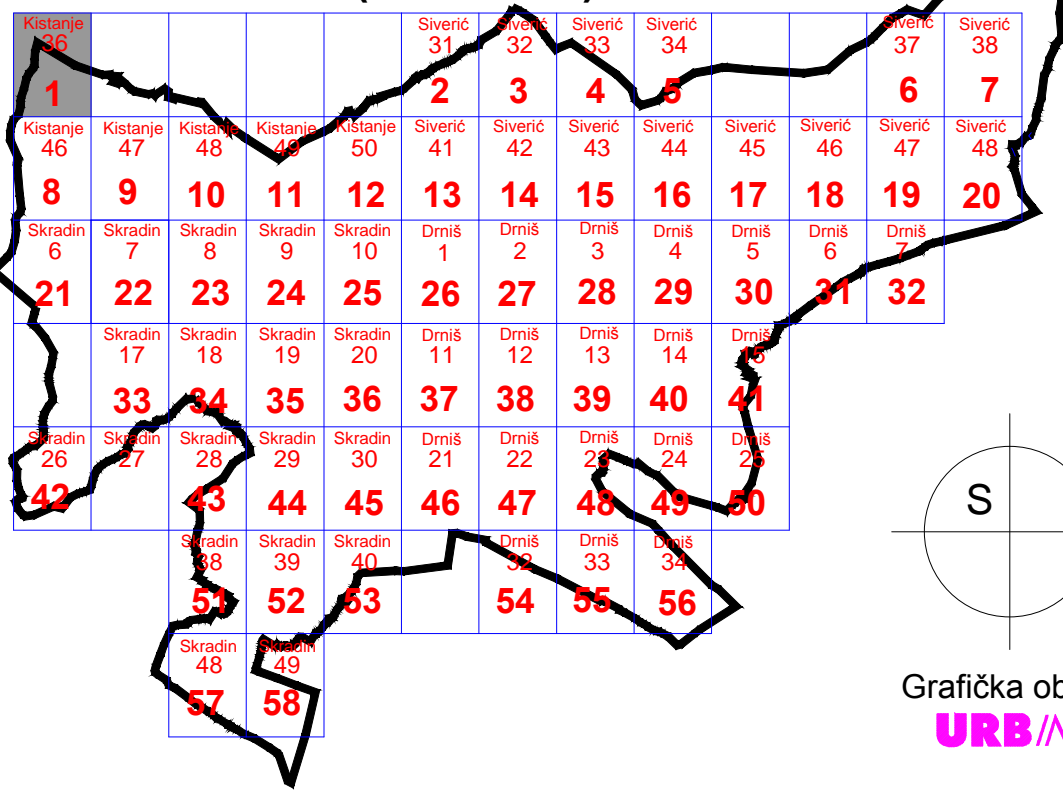 Kistanje Siverić Siverić Siverić Siverić Siverić Siverić
36 31 32 33 34 37 38
1 2 3 4 5 6 7
Kistanje Kistanje Kistanje Kistanje Kistanje Siverić Siverić Siverić Siverić Siverić Siverić Siverić Siverić
46 47 48 49 50 41 42 43 44 45 46 47 48
8 9 10 11 12 13 14 15 16 17 18 19 20
Skradin Skradin Skradin Skradin Skradin Drniš Drniš Drniš Drniš Drniš Drniš Drniš
6 7 8 9 10 1 2 3 4 5 6 7
21 22 23 24 25 26 27 28 29 30 31 32
Skradin Skradin Skradin Skradin Drniš Drniš Drniš Drniš Drniš
17 18 19 20 11 12 13 14 15
33 34 35 36 37 38 39 40 41
Skradin Skradin Skradin Skradin Skradin Drniš Drniš Drniš Drniš Drniš
26 27 28 29 30 21 22 23 24 25
42 43 44 45 46 47 48 49 50
S
Skradin Skradin Skradin Drniš Drniš Drniš
38 39 40 32 33 34
51 52 53 54 55 56
Skradin Skradin
48 49
57 58
Grafička ob
URB